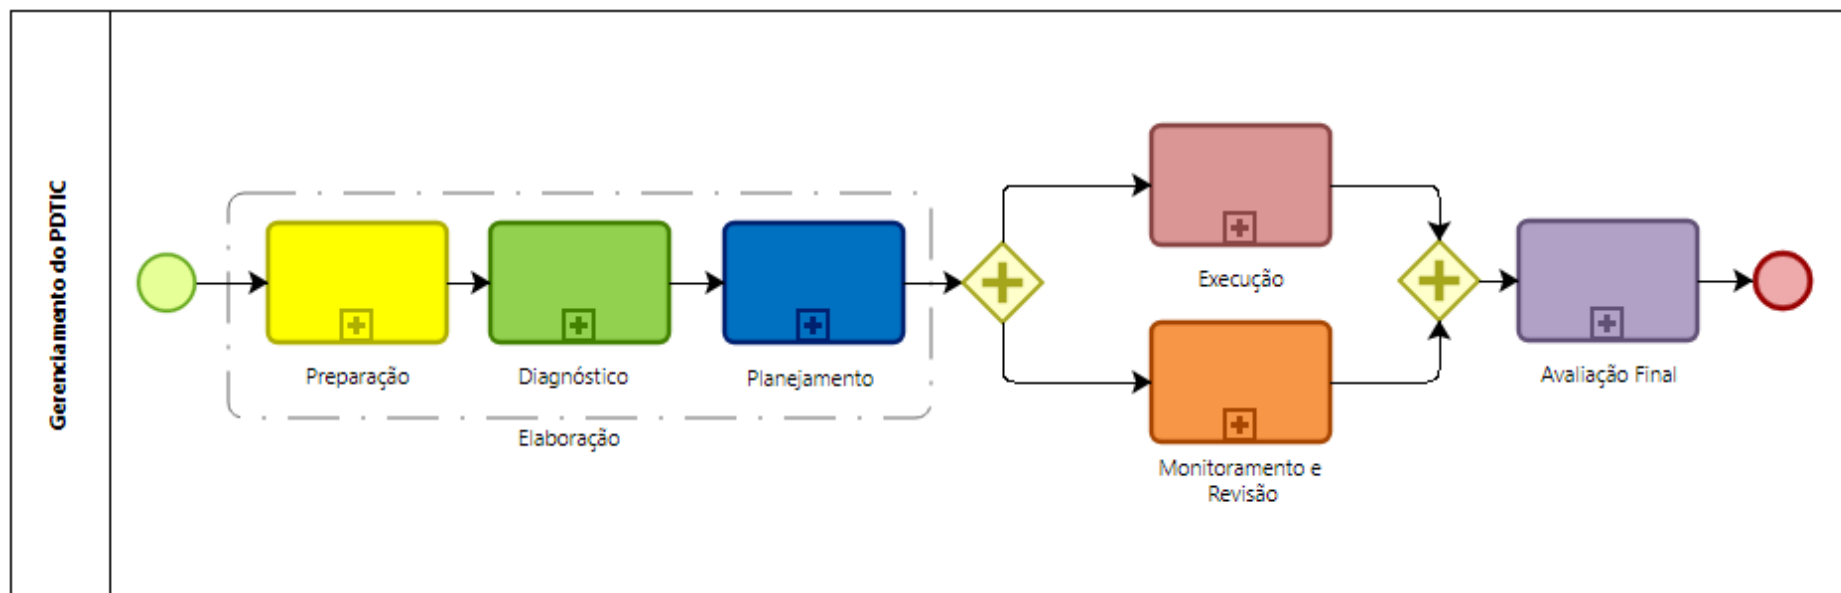 Gerenciamento do PDTIC
Preparação
Diagnóstico
Planejamento
Elaboração
Execução
Monitoramento e
Revisão
Avaliação Final